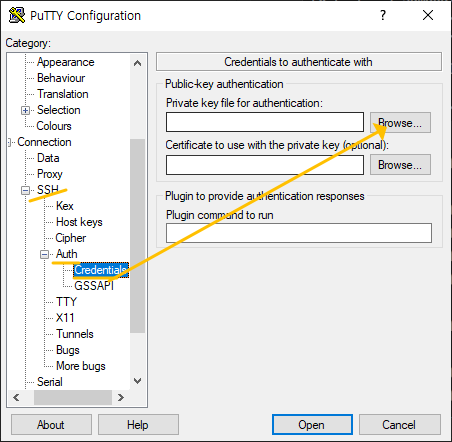 PuTTY Configuration
?
Category:
Appearance
Behaviour
Translation
Selection
Colours
Connection
Data
Proxy
SSH
Kex
Host keys
Cipher
Auth
Credentials
GSSAPI
TTY
X11
Tunnels
Bugs
More bugs
Serial
Credentials to authenticate with
Public-key authentication
Private key file for authentication:
Browse...
Certificate to use with the private key (optional):
Browse...
Plugin to provide authentication responses
Plugin command to run
About
Help
Open
Cancel